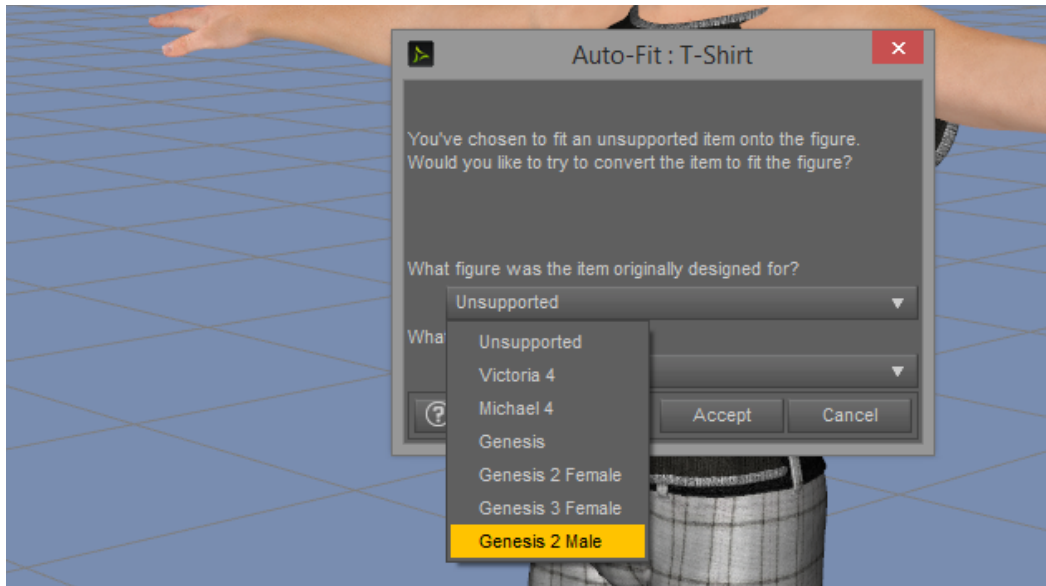 Auto-Fit : T-Shirt
You've chosen to fit an unsupported item onto the figure.
Would you like to try to convert the item to fit the figure?
What figure was the item originally designed for?
Unsupported
Unsupported
Victoria 4
Michael 4
Genesis
Genesis 2 Female
Genesis 3 Female
Genesis 2 Male
Accept Cancel